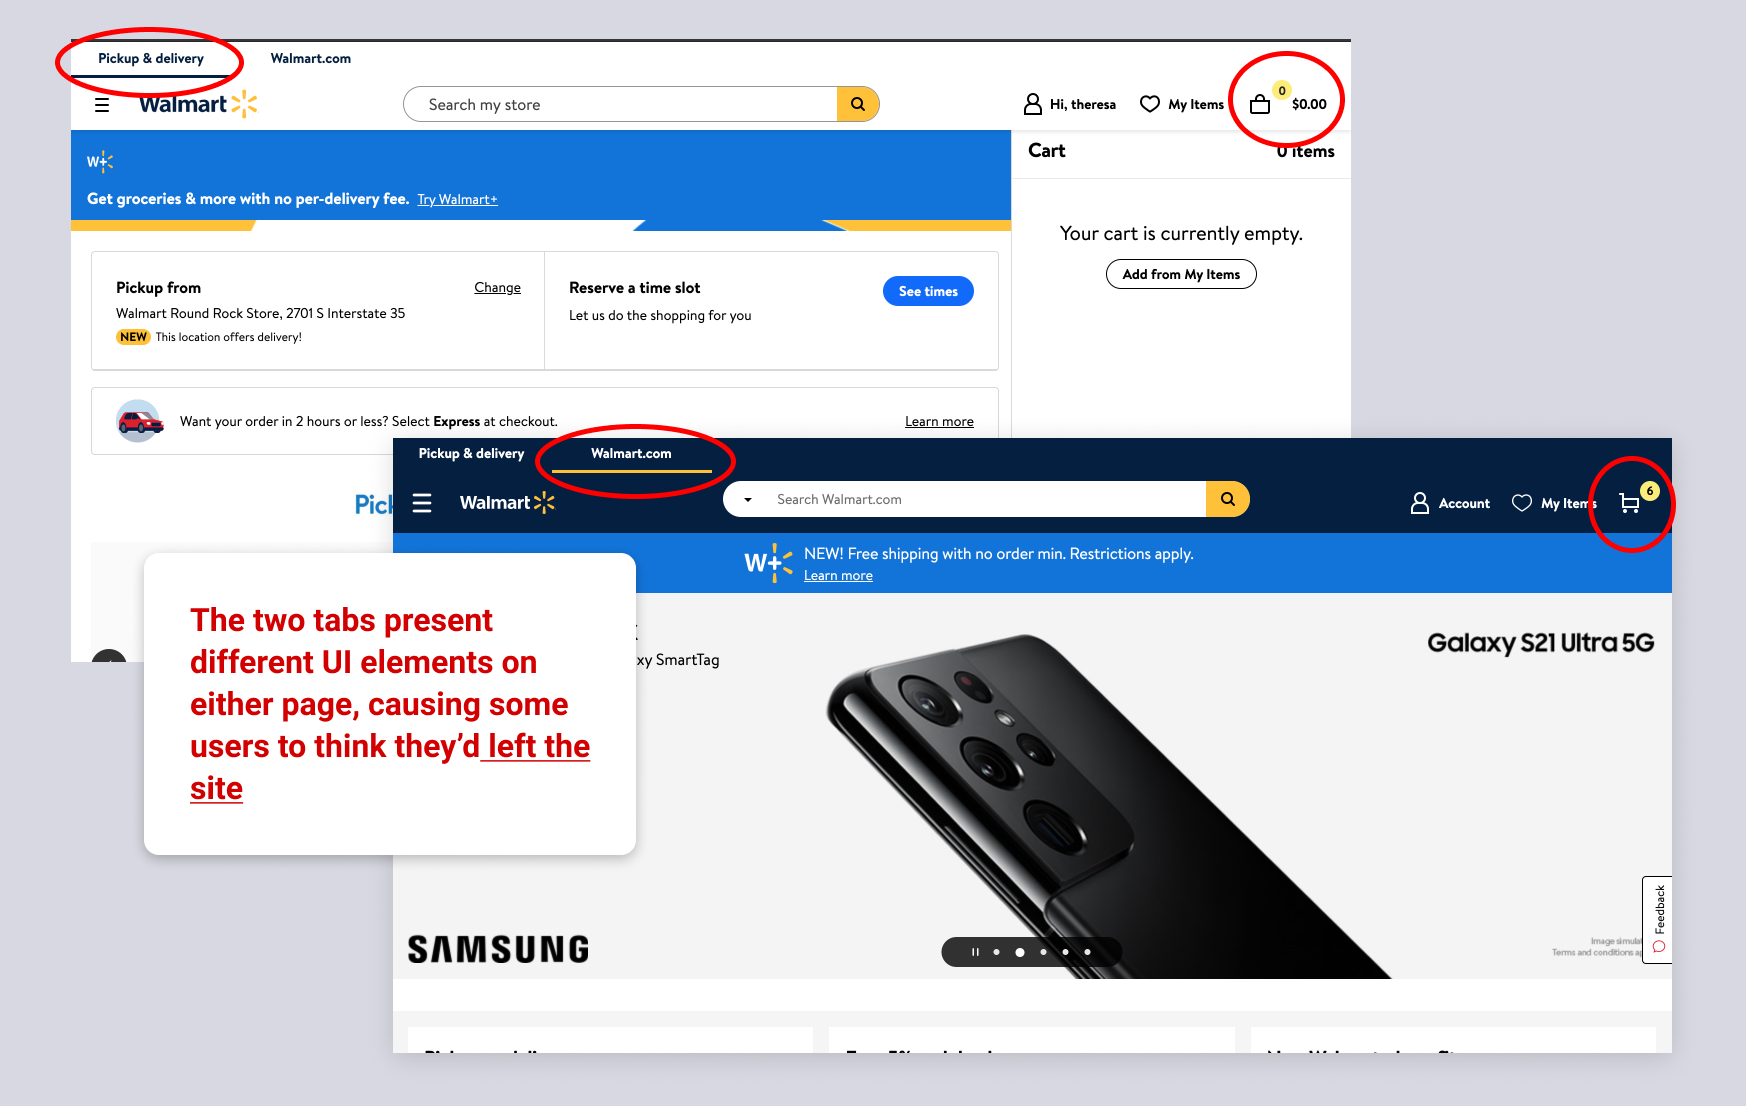 Pickup & delivery
Walmart.com
Walmart
Search my store
Hi, theresa
My Items
0
$0.00
W+
Get groceries & more with no per-delivery fee. Try Walmart+
Cart
0 items
Your cart is currently empty.
Add from My Items
Pickup from
Change
Walmart Round Rock Store, 2701 S Interstate 35
NEW This location offers delivery!
Reserve a time slot
See times
Let us do the shopping for you
Want your order in 2 hours or less? Select Express at checkout.
Learn more
Pickup & delivery
Walmart.com
Walmart
Search Walmart.com
Account
My Items
6
W+
NEW! Free shipping with no order min. Restrictions apply.
Learn more
The two tabs present
different UI elements on
either page, causing some
users to think they’d left the
site
xy SmartTag
Galaxy S21 Ultra 5G
SAMSUNG
Feedback
Image
Terms and conditions